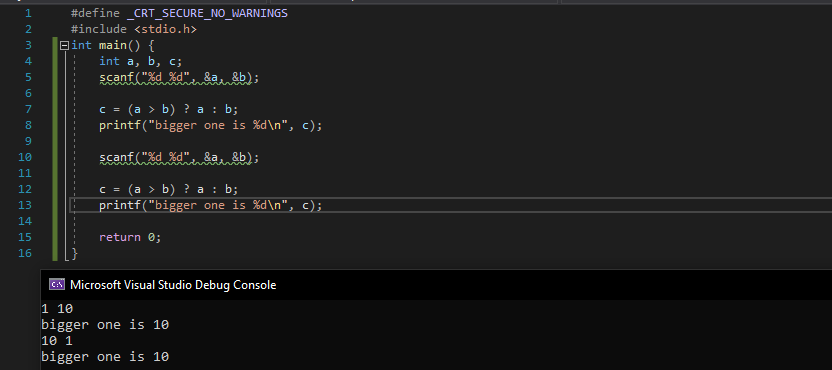 1 #define _CRT_SECURE_NO_WARNINGS
2 #include <stdio.h>
3 int main() {
4 int a, b, c;
5 scanf("%d %d", &a, &b);
6
7 c = (a > b) ? a : b;
8 printf("bigger one is %d\n", c);
9
10 scanf("%d %d", &a, &b);
11
12 c = (a > b) ? a : b;
13 printf("bigger one is %d\n", c);
14
15 return 0;
16 }
C:\ Microsoft Visual Studio Debug Console
1 10
bigger one is 10
10 1
bigger one is 10